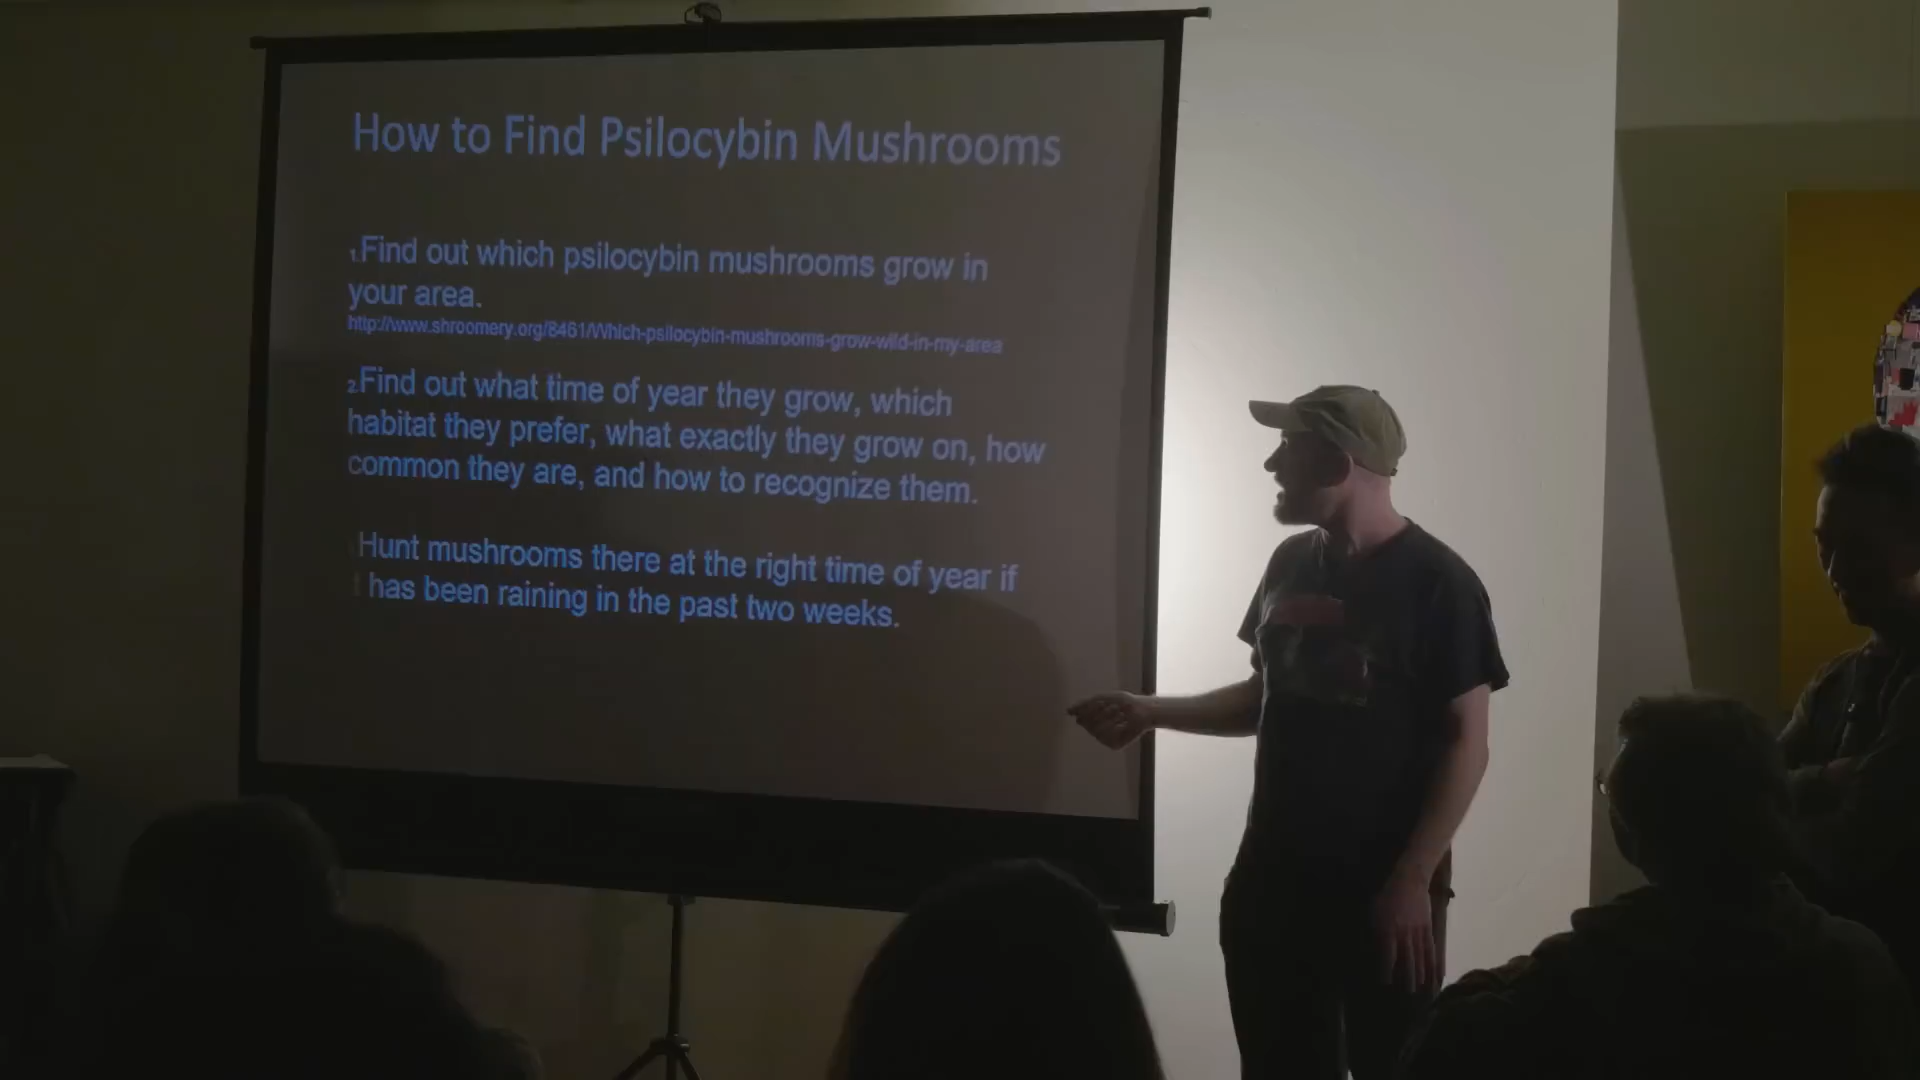 How to Find Psilocybin Mushrooms
1.Find out which psilocybin mushrooms grow in
your area.
http://www.shroomery.org/8461/Which-psilocybin-mushrooms-grow-wild-in-my-area
2.Find out what time of year they grow, which
habitat they prefer, what exactly they grow on, how
common they are, and how to recognize them.
Hunt mushrooms there at the right time of year if
has been raining in the past two weeks.